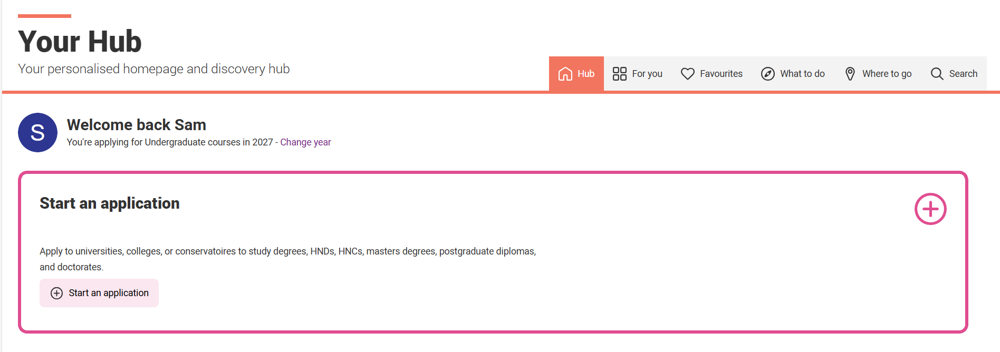 Your Hub
Your personalised homepage and discovery hub
Hub
For you
Favourites
What to do
Where to go
Search
S
Welcome back Sam
You're applying for Undergraduate courses in 2027 - Change year
Start an application
Apply to universities, colleges, or conservatoires to study degrees, HNDs, HNCs, masters degrees, postgraduate diplomas,
and doctorates.
Start an application